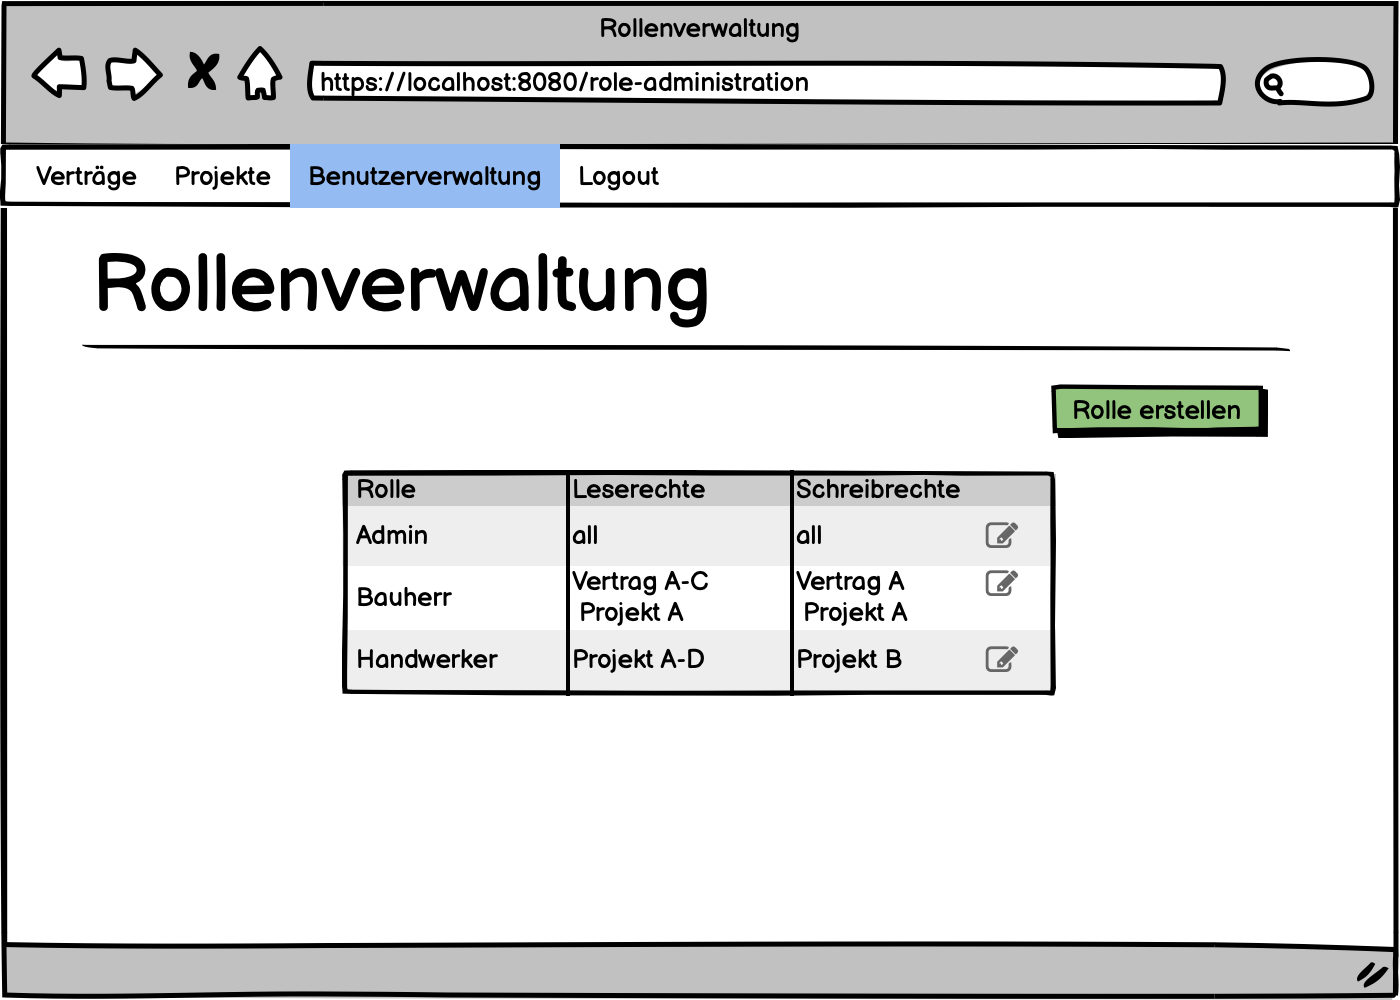 Rollenverwaltung
https://localhost:8080/role-administration
Verträge Projekte Benutzerverwaltung Logout
Rollenverwaltung
Rolle erstellen
Rolle Leserechte Schreibrechte
Admin all all
Bauherr Vertrag A-C Vertrag A
Projekt A Projekt A
Handwerker Projekt A-D Projekt B